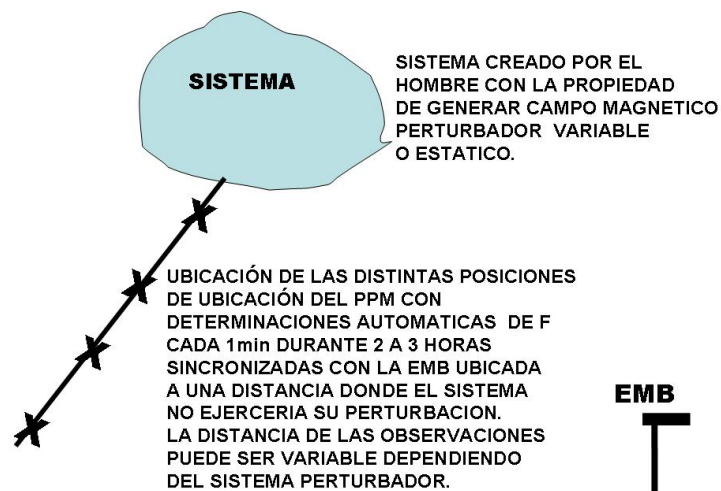 SISTEMA
SISTEMA CREADO POR EL
HOMBRE CON LA PROPIEDAD
DE GENERAR CAMPO MAGNETICO
PERTURBADOR VARIABLE
O ESTATICO.
UBICACIÓN DE LAS DISTINTAS POSICIONES
DE UBICACIÓN DEL PPM CON
DETERMINACIONES AUTOMATICAS DE F
CADA 1min DURANTE 2 A 3 HORAS
SINCRONIZADAS CON LA EMB UBICADA
A UNA DISTANCIA DONDE EL SISTEMA
NO EJERCERIA SU PERTURBACION.
LA DISTANCIA DE LAS OBSERVACIONES
PUEDE SER VARIABLE DEPENDIENDO
DEL SISTEMA PERTURBADOR.
EMB